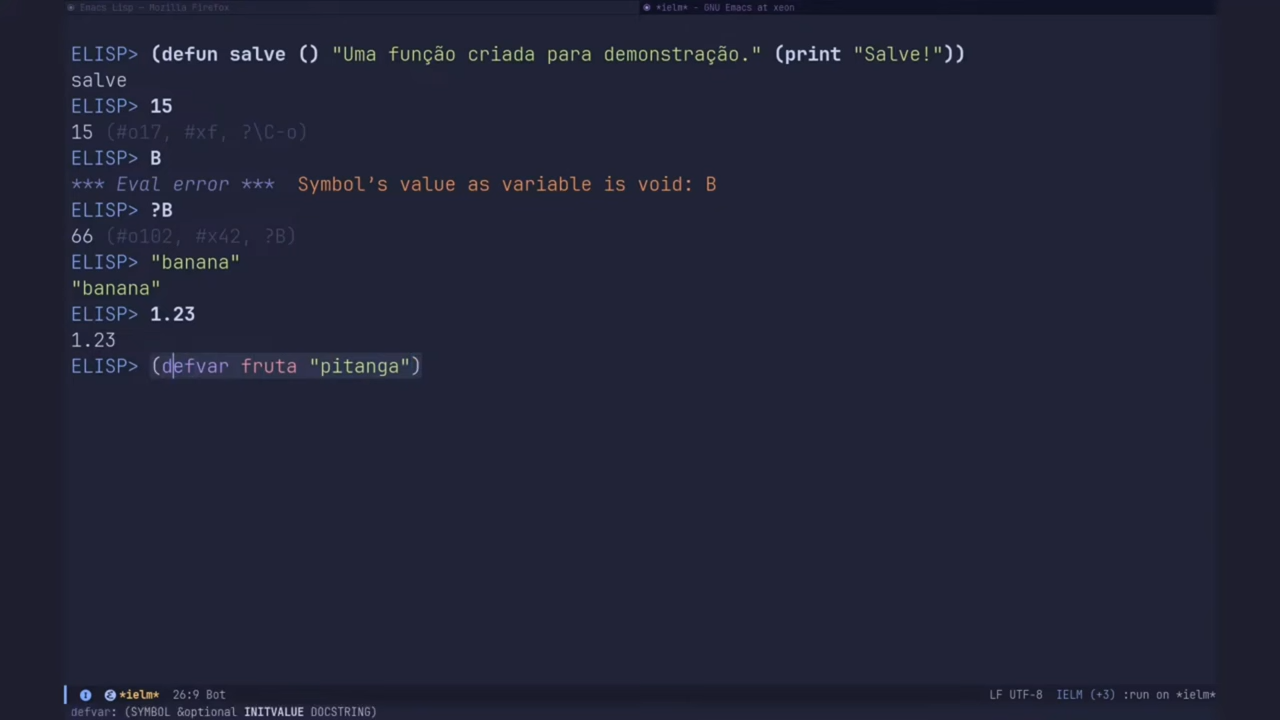 Emacs Lisp — Mozilla Firefox
*ielm* - GNU Emacs at xeon
ELISP> (defun salve () "Uma função criada para demonstração." (print "Salve!"))
salve
ELISP> 15
15 (#o17, #xf, ?\C-o)
ELISP> B
*** Eval error ***  Symbol’s value as variable is void: B
ELISP> ?B
66 (#o102, #x42, ?B)
ELISP> "banana"
"banana"
ELISP> 1.23
1.23
ELISP> (defvar fruta "pitanga")
*ielm* 26:9 Bot LF UTF-8 IELM (+3) :run on *ielm*
defvar: (SYMBOL &optional INITVALUE DOCSTRING)